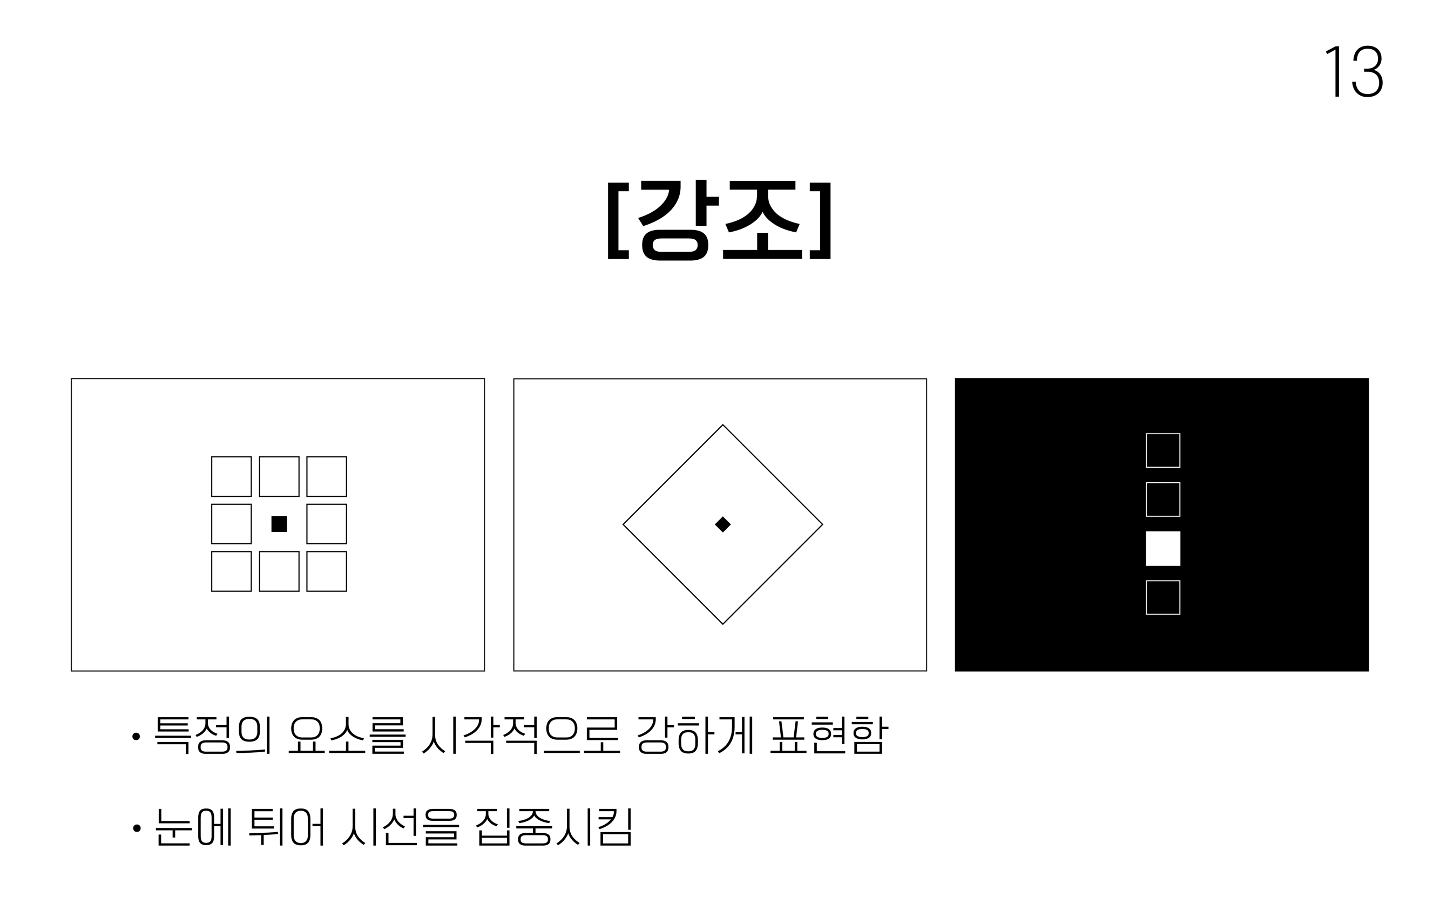 13
[강조]
• 특정의 요소를 시각적으로 강하게 표현함
• 눈에 튀어 시선을 집중시킴